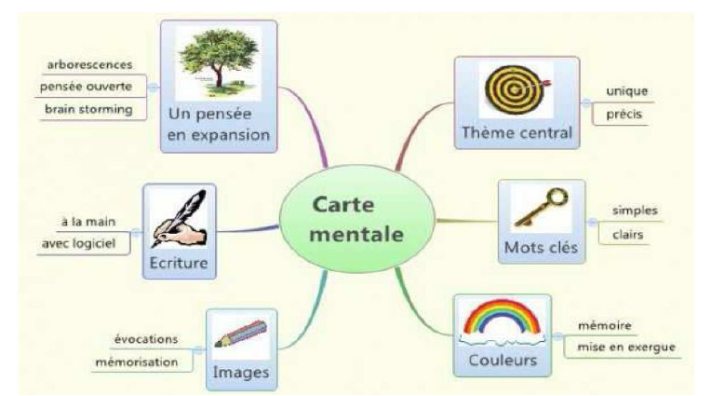 arborescences
pensée ouverte
brain storming
Un pensée
en expansion
Thème central
unique
précis
à la main
avec logiciel
Ecriture
Carte
mentale
Mots clés
simples
clairs
évocations
mémorisation
Images
Couleurs
mémoire
mise en exergue